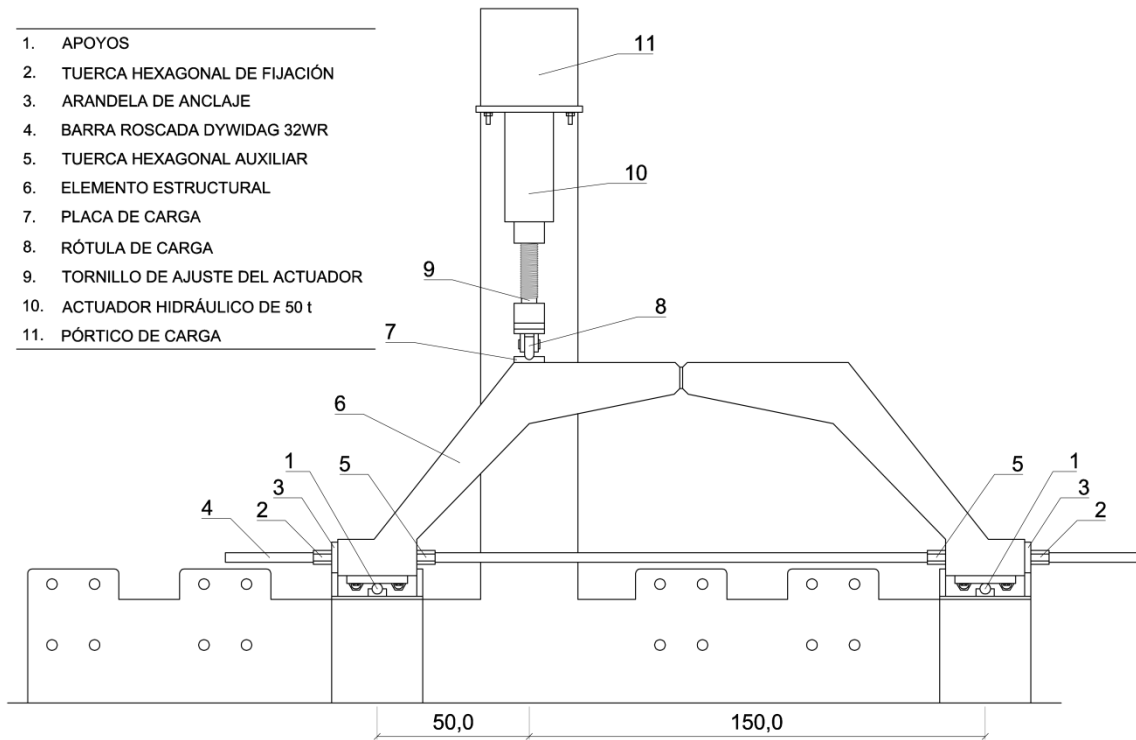 1. APOYOS
2. TUERCA HEXAGONAL DE FIJACIÓN
3. ARANDELA DE ANCLAJE
4. BARRA ROSCADA DYWIDAG 32WR
5. TUERCA HEXAGONAL AUXILIAR
6. ELEMENTO ESTRUCTURAL
7. PLACA DE CARGA
8. RÓTULA DE CARGA
9. TORNILLO DE AJUSTE DEL ACTUADOR
10. ACTUADOR HIDRÁULICO DE 50 t
11. PÓRTICO DE CARGA
11
10
9
8
7
6
1
5
5
1
3
3
2
2
4
50,0
150,0